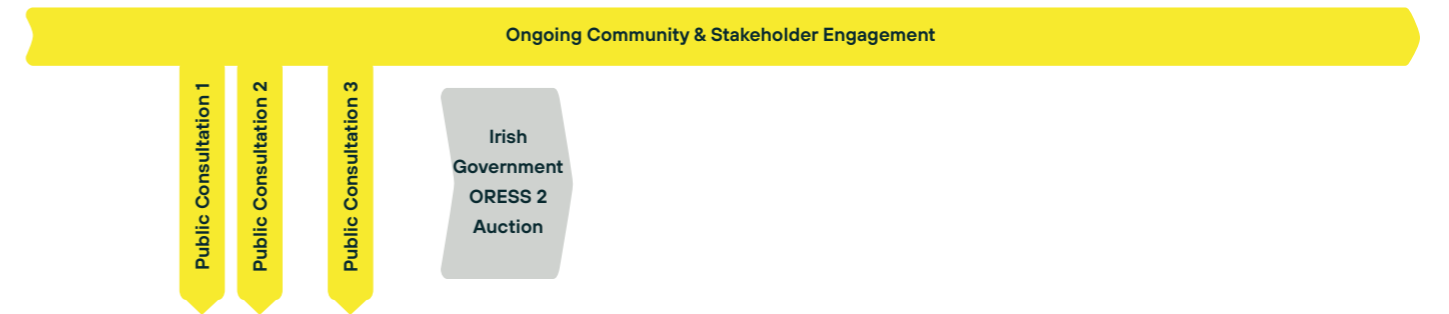 Ongoing Community & Stakeholder Engagement
Public Consultation 1
Public Consultation 2
Public Consultation 3
Irish
Government
ORESS 2
Auction